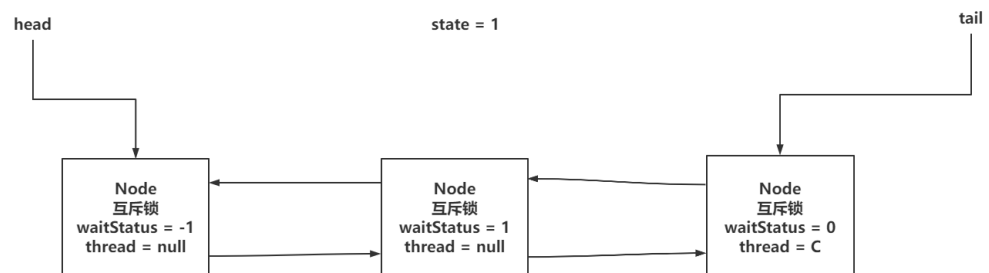 head
state = 1
tail
Node
互斥锁
waitStatus = -1
thread = null
Node
互斥锁
waitStatus = 1
thread = null
Node
互斥锁
waitStatus = 0
thread = C